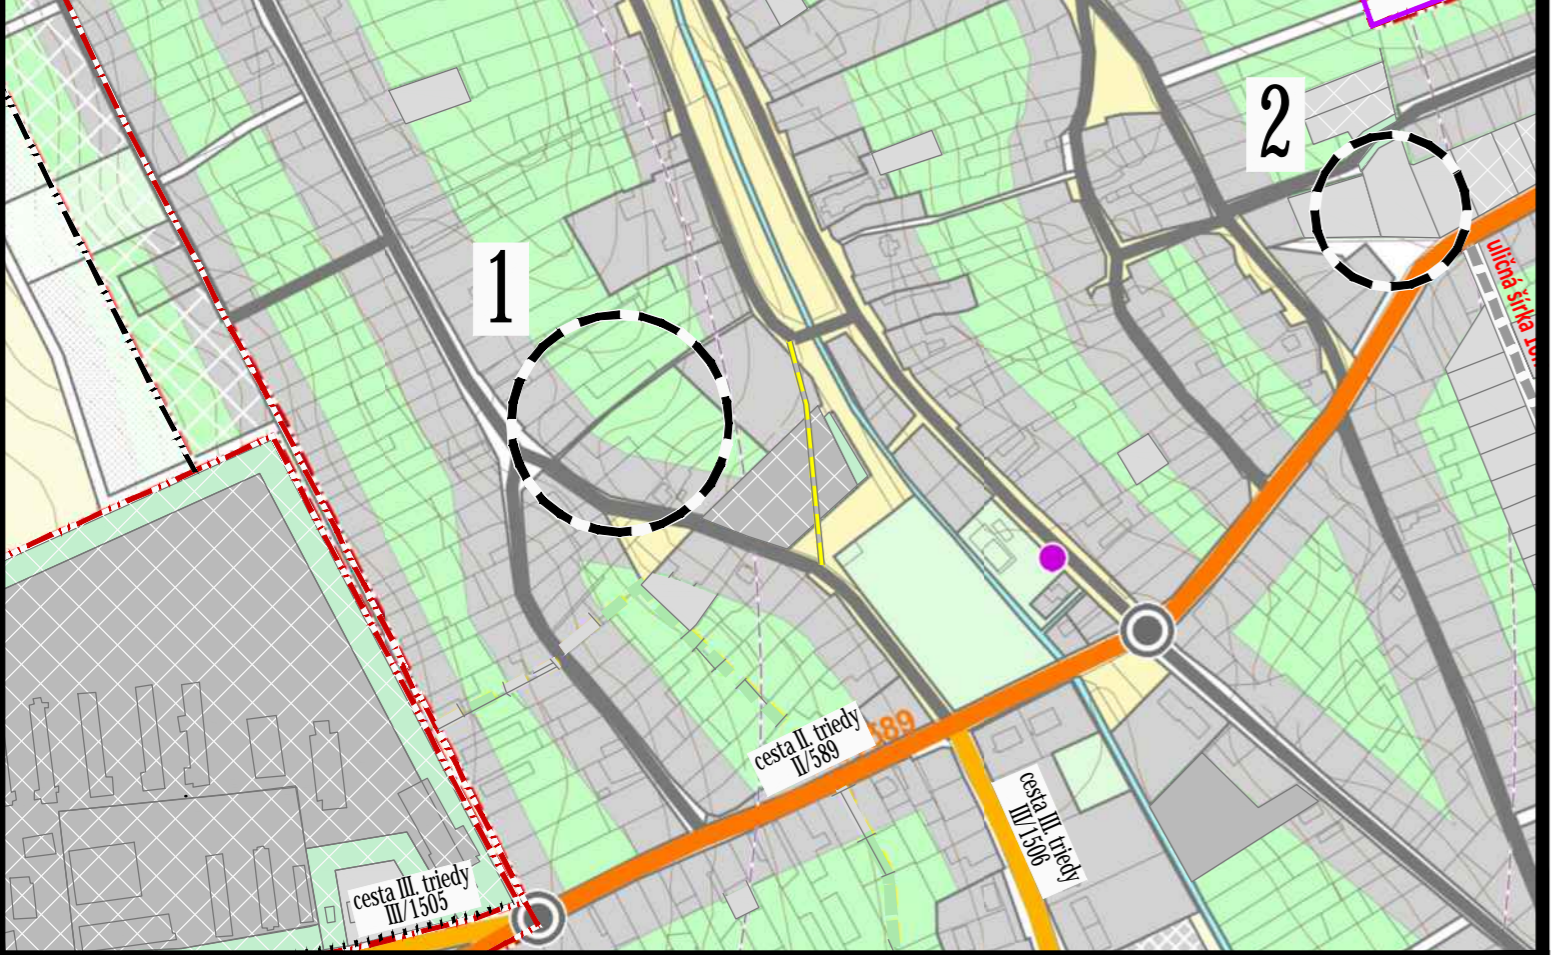 2
1
uličná šírka
589
cesta II. triedy
II/589
cesta III. triedy
III/1506
cesta III. triedy
III/1505